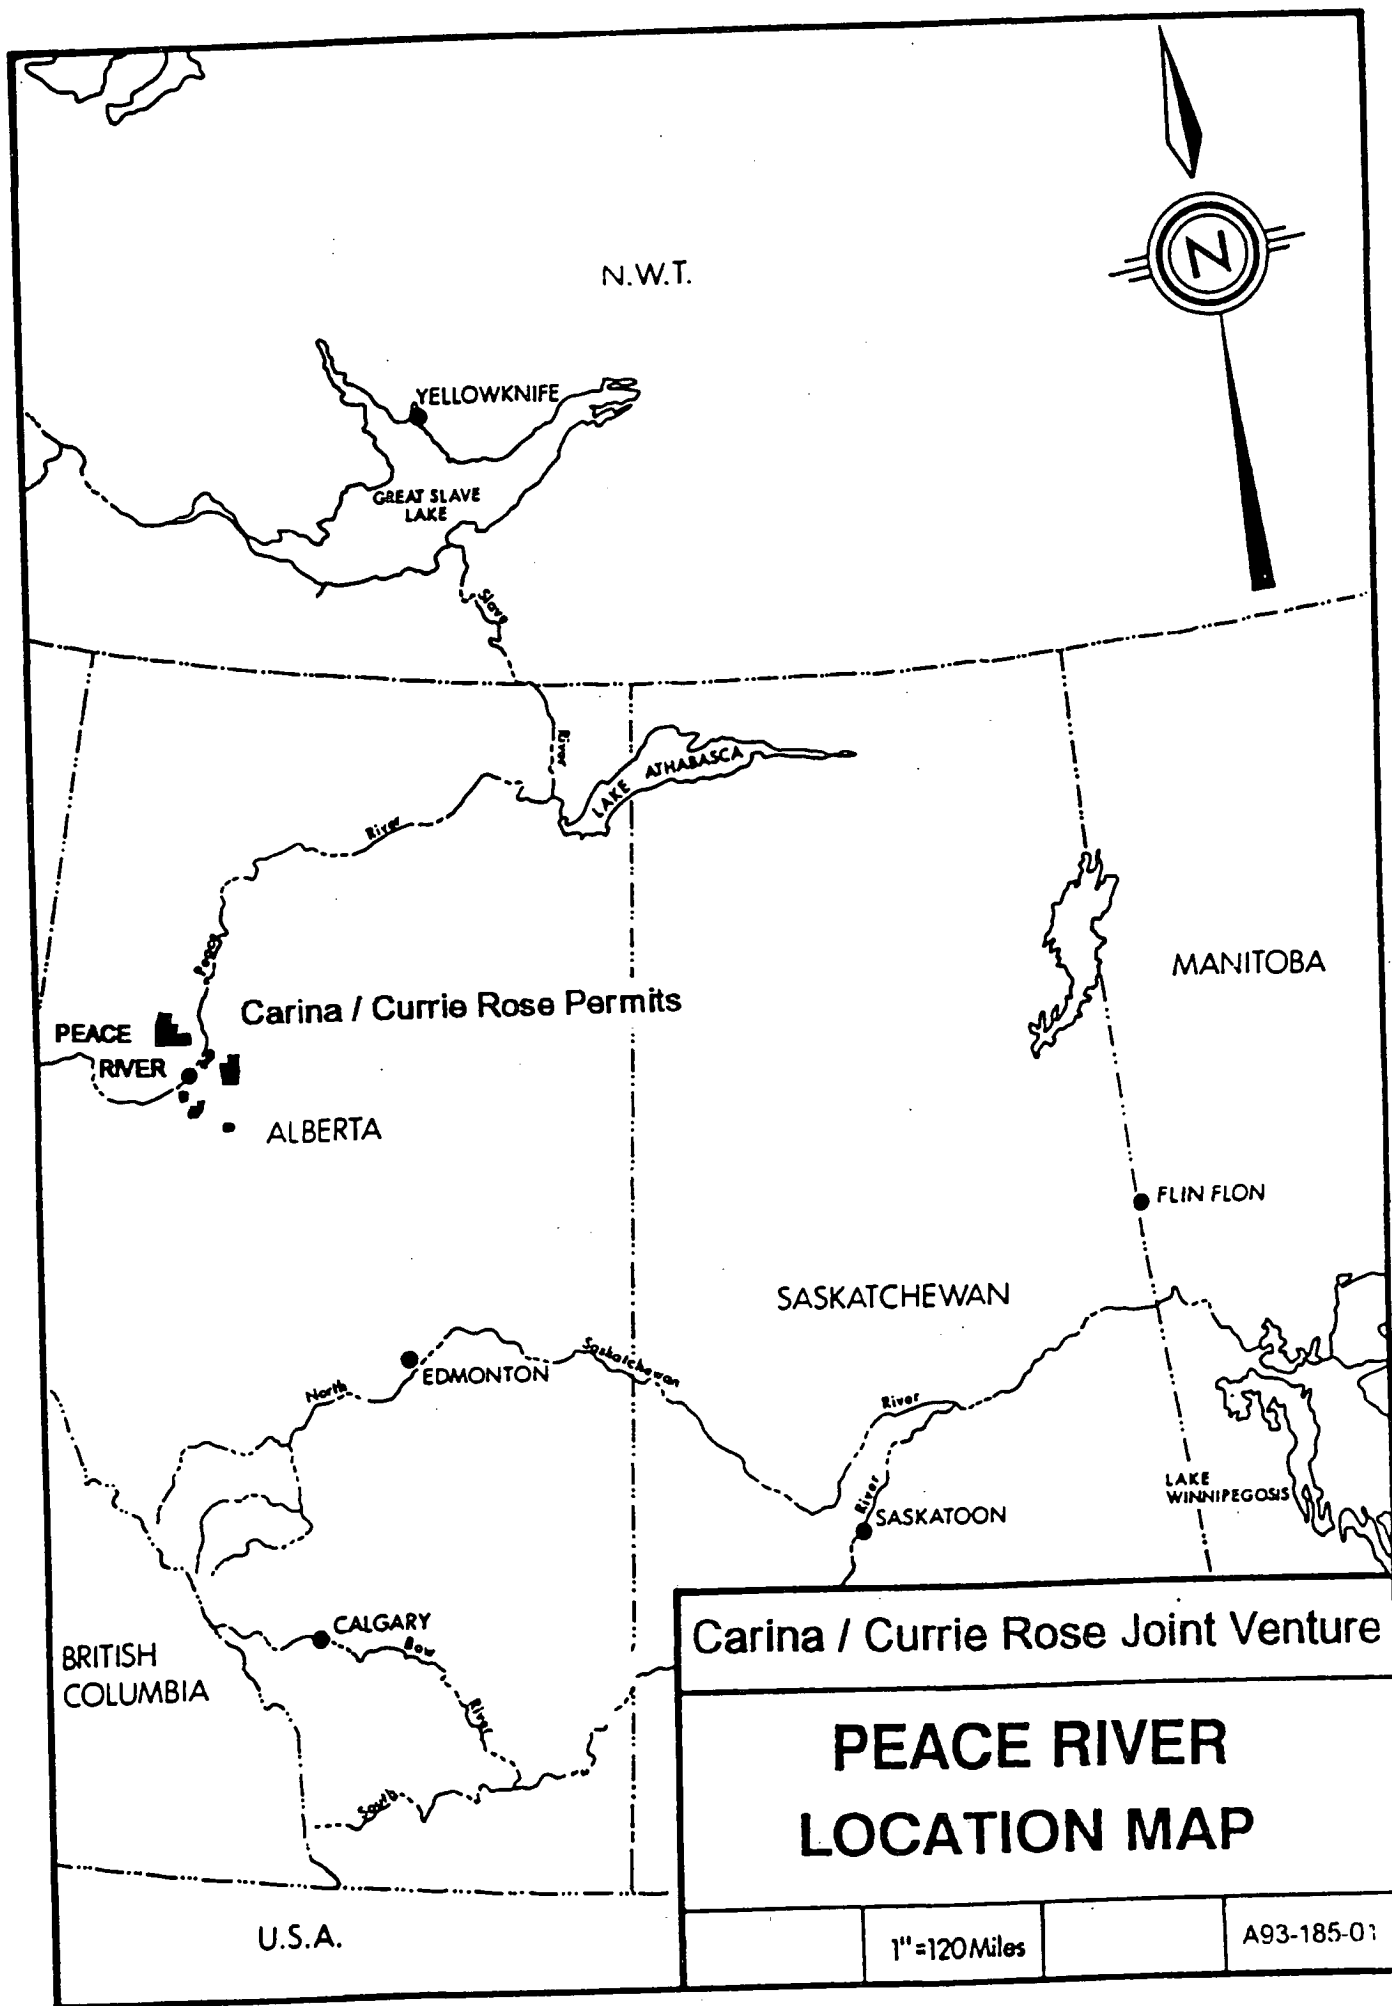 N
N.W.T.
YELLOWKNIFE
GREAT SLAVE
LAKE
Slave
River
LAKE ATHABASCA
River
Peace
MANITOBA
Carina / Currie Rose Permits
PEACE
RIVER
ALBERTA
FLIN FLON
SASKATCHEWAN
EDMONTON
North
Saskatchewan
River
River
LAKE
WINNIPEGOSIS
SASKATOON
CALGARY
Bow
River
BRITISH
COLUMBIA
South
U.S.A.
Carina / Currie Rose Joint Venture
PEACE RIVER
LOCATION MAP
1"=120 Miles
A93-185-01